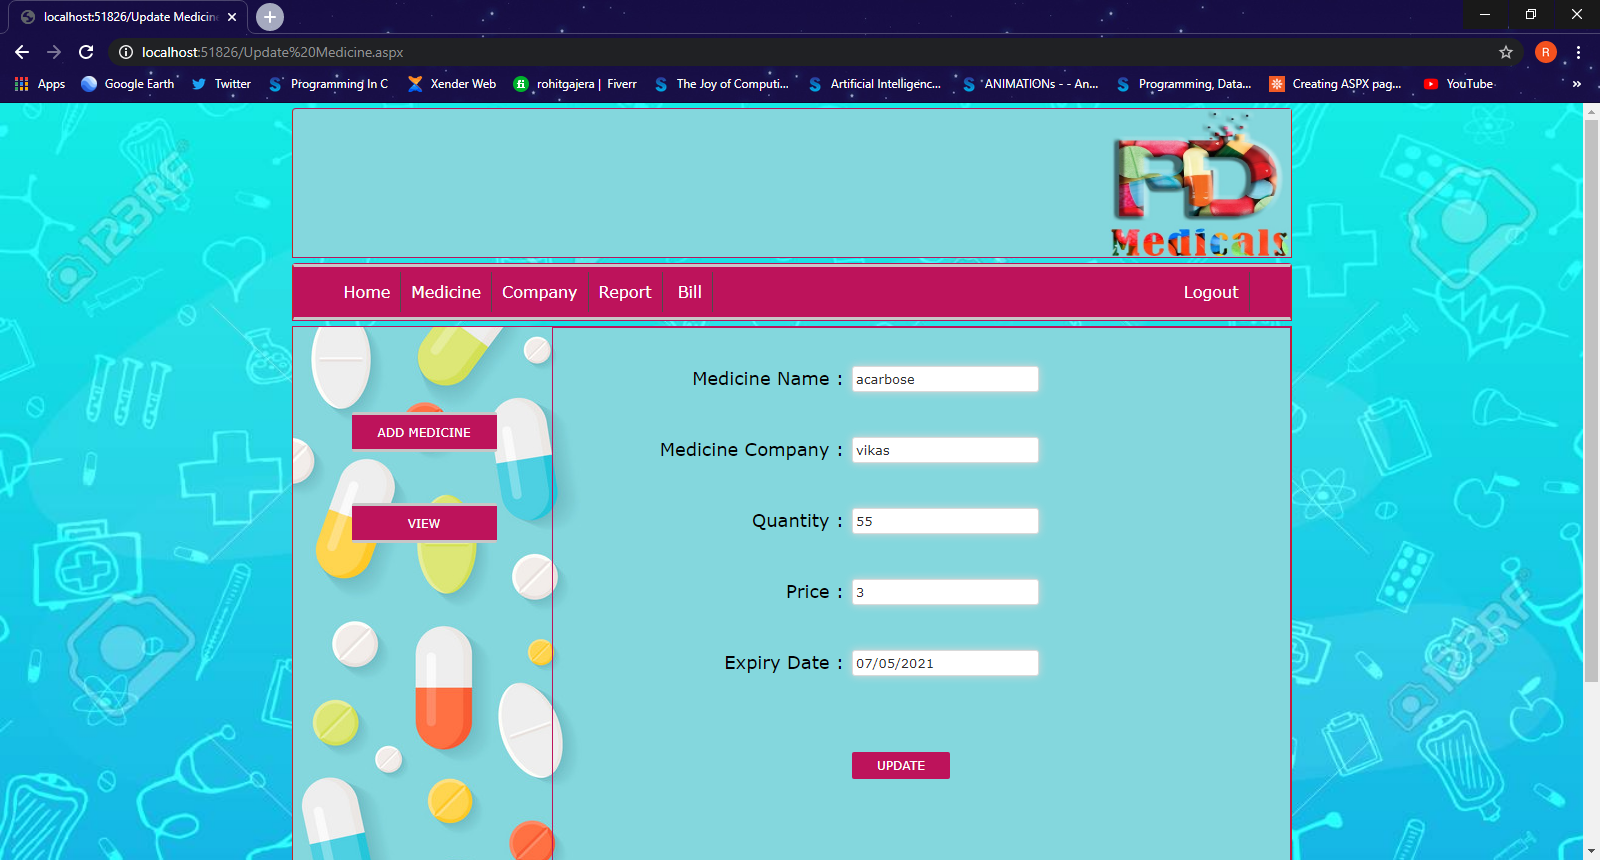 localhost:51826/Update Medicin
localhost:51826/Update%20Medicine.aspx
R
Apps
Google Earth
Twitter
Programming In C
Xender Web
rohitgajera | Fiverr
The Joy of Computi...
Artificial Intelligenc...
ANIMATIONs - - An...
Programming, Data...
Creating ASPX pag...
YouTube
»
PD
Medicals
Home
Medicine
Company
Report
Bill
Logout
ADD MEDICINE
VIEW
Medicine Name : acarbose
Medicine Company : vikas
Quantity : 55
Price : 3
Expiry Date : 07/05/2021
UPDATE
123RF
123RF